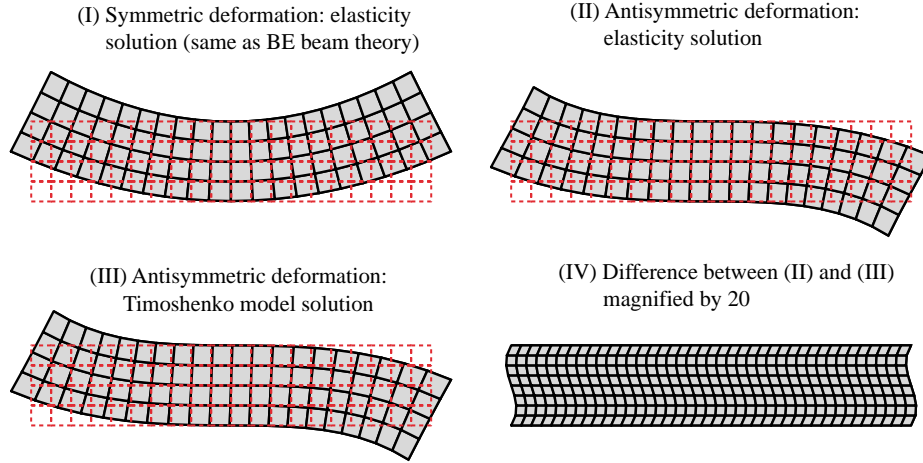 (I) Symmetric deformation: elasticity
solution (same as BE beam theory)
(II) Antisymmetric deformation:
elasticity solution
(III) Antisymmetric deformation:
Timoshenko model solution
(IV) Difference between (II) and (III)
magnified by 20